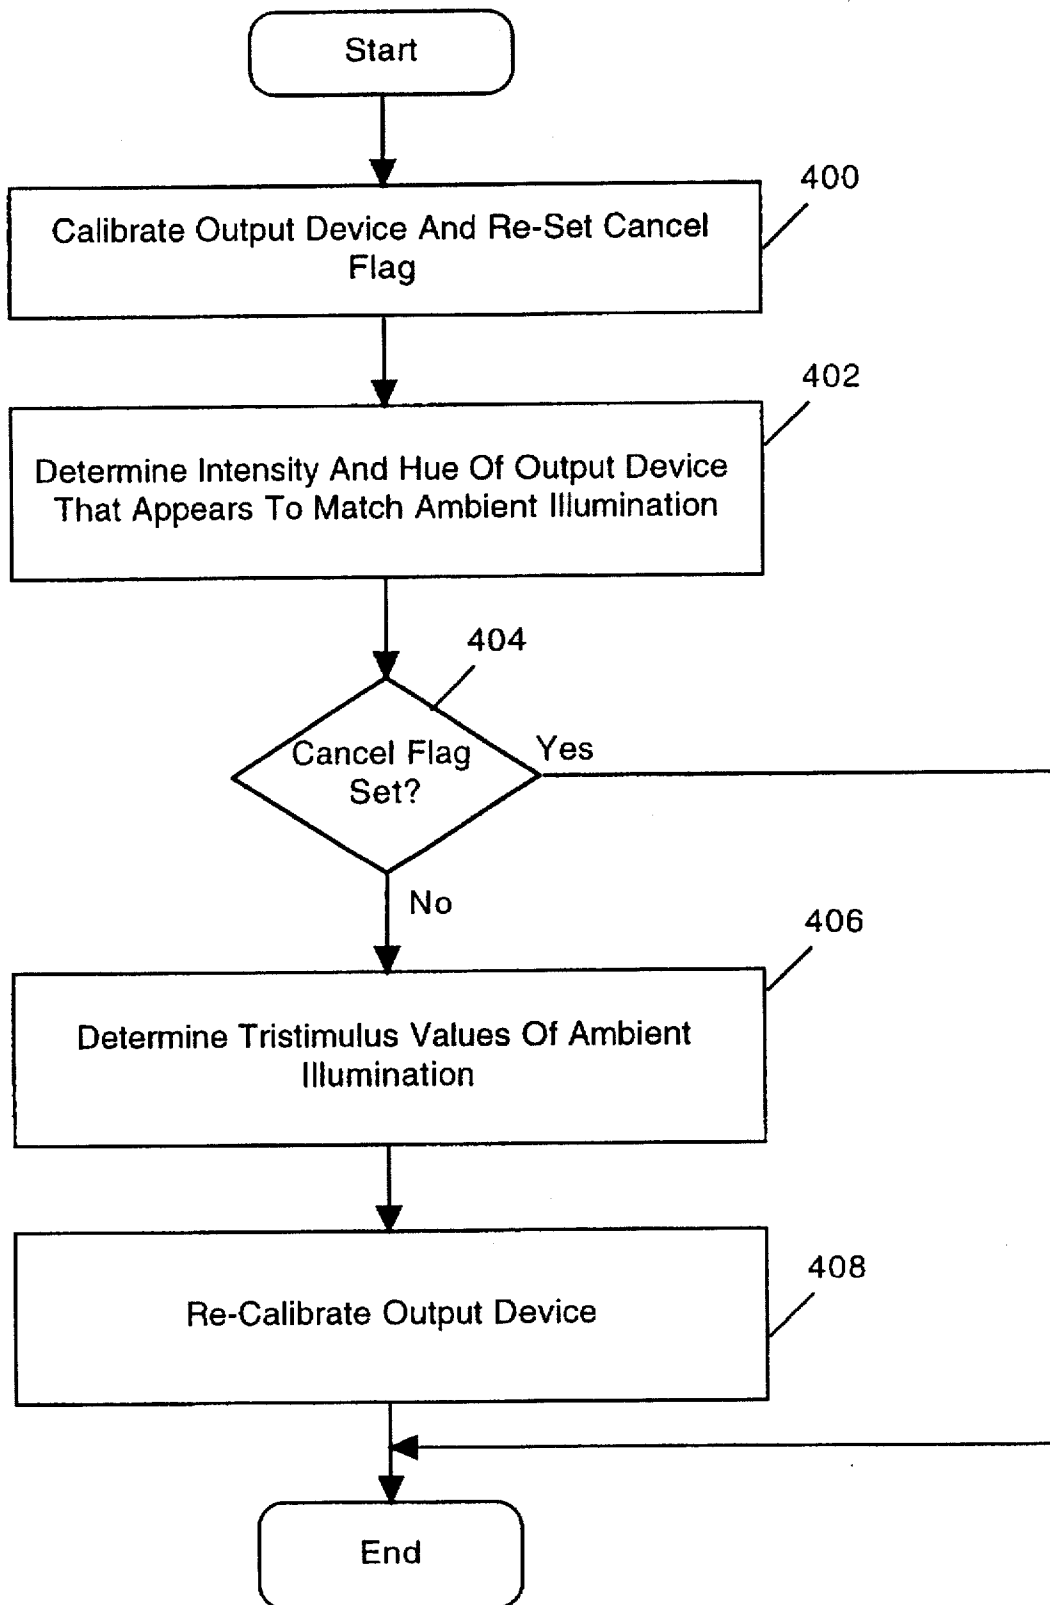 Start
400
Calibrate Output Device And Re-Set Cancel
Flag
402
Determine Intensity And Hue Of Output Device
That Appears To Match Ambient Illumination
404
Cancel Flag
Set?
Yes
No
406
Determine Tristimulus Values Of Ambient
Illumination
408
Re-Calibrate Output Device
End